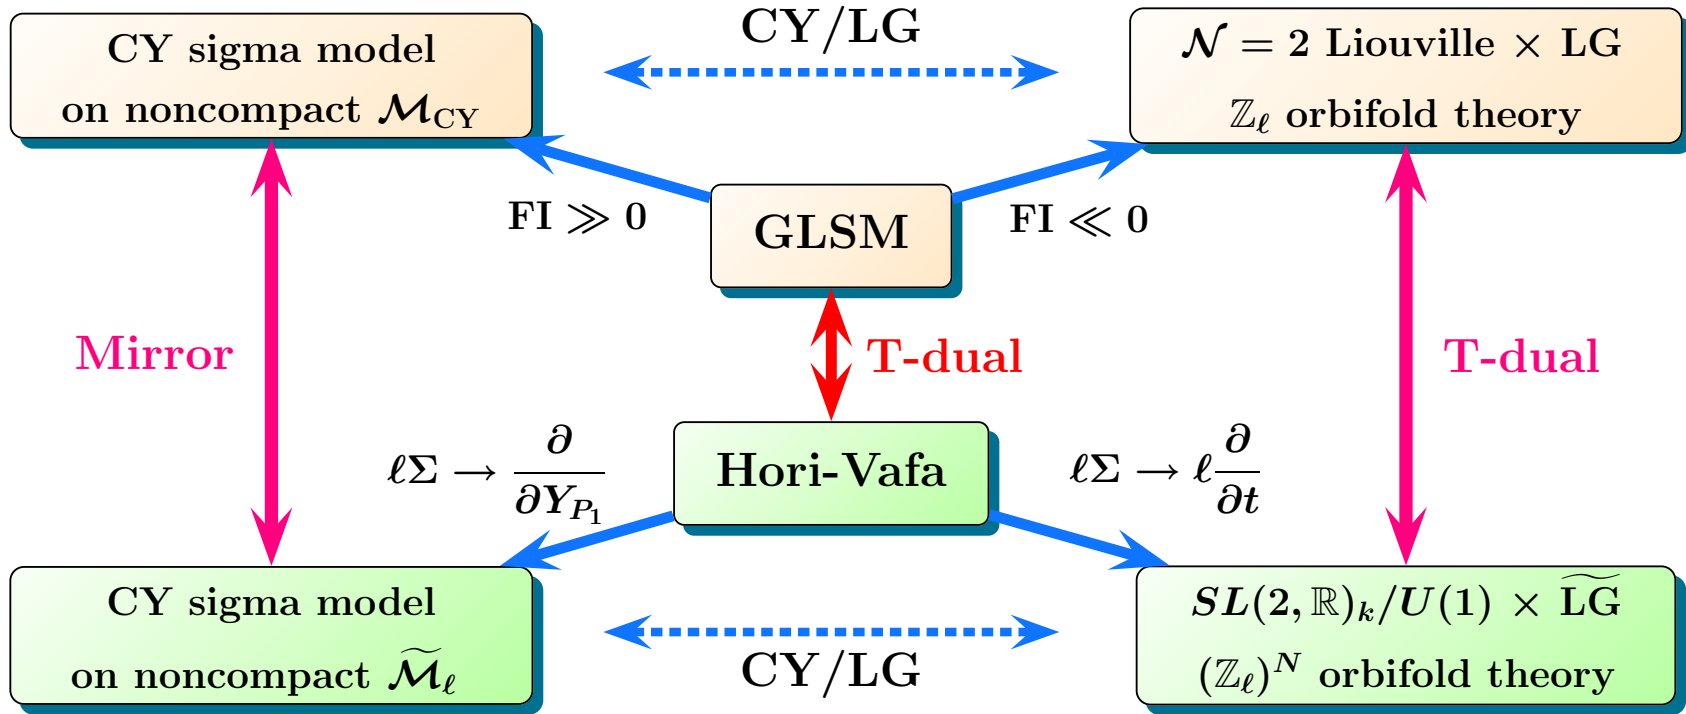 CY/LG
CY sigma model
on noncompact 𝓜_CY
𝓝 = 2 Liouville × LG
ℤ_ℓ orbifold theory
FI ≫ 0
GLSM
FI ≪ 0
Mirror
T-dual
T-dual
ℓΣ → ∂/∂Y_{P_1}
Hori-Vafa
ℓΣ → ℓ ∂/∂t
CY sigma model
on noncompact 𝓜̃_ℓ
SL(2,ℝ)_k/U(1) × L͠G
(ℤ_ℓ)^N orbifold theory
CY/LG